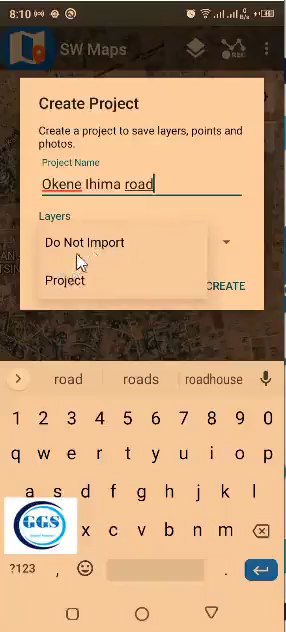 8:10
SW Maps
REC
Create Project
Create a project to save layers, points and
photos.
Project Name
Okene Ihima road
Layers
Do Not Import
Project
CREATE
road roads roadhouse
1 2 3 4 5 6 7 8 9 0
q w e r t y u i o p
a s d f g h j k l
GGS
x c v b n m
?123 , .